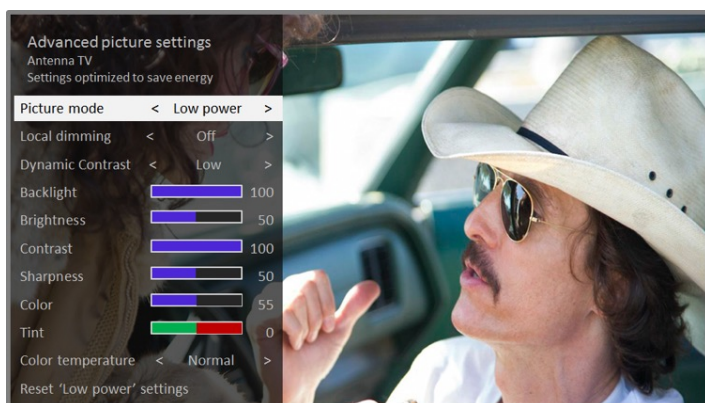 Advanced picture settings
Antenna TV
Settings optimized to save energy
Picture mode < Low power >
Local dimming < Off >
Dynamic Contrast < Low >
Backlight 100
Brightness 50
Contrast 100
Sharpness 50
Color 55
Tint 0
Color temperature < Normal >
Reset ‘Low power’ settings